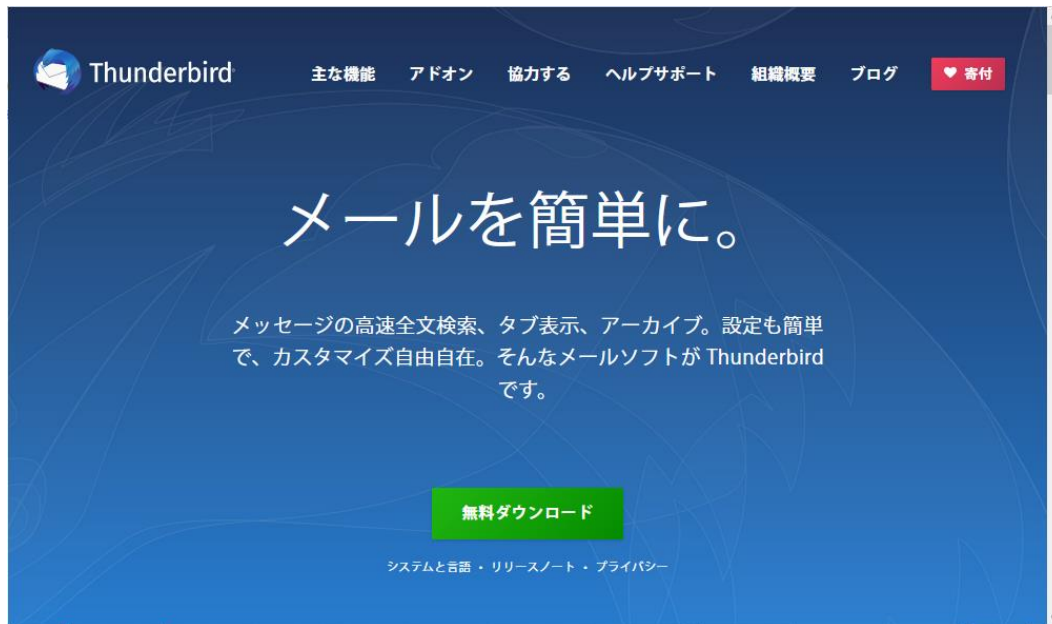 Thunderbird 主な機能 アドオン 協力する ヘルプサポート 組織概要 ブログ ♥ 寄付
メールを簡単に。
メッセージの高速全文検索、タブ表示、アーカイブ。設定も簡単
で、カスタマイズ自由自在。そんなメールソフトが Thunderbird
です。
無料ダウンロード
システムと言語 • リリースノート • プライバシー